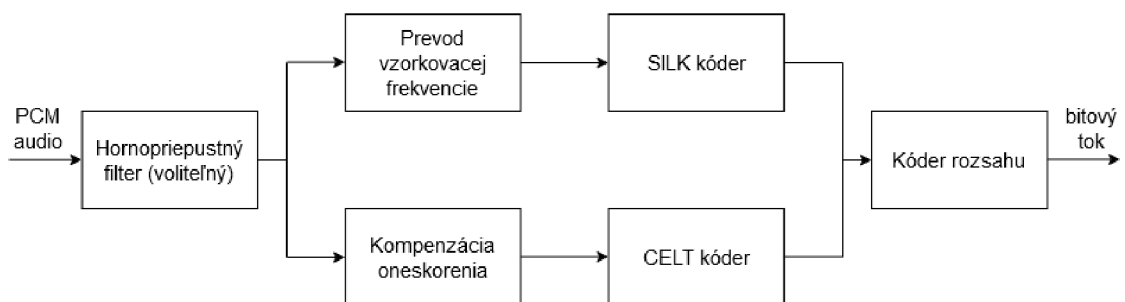 PCM
audio
Hornopriepustný
filter (voliteľný)
Prevod
vzorkovacej
frekvencie
SILK kóder
Kompenzácia
oneskorenia
CELT kóder
Kóder rozsahu
bitový
tok